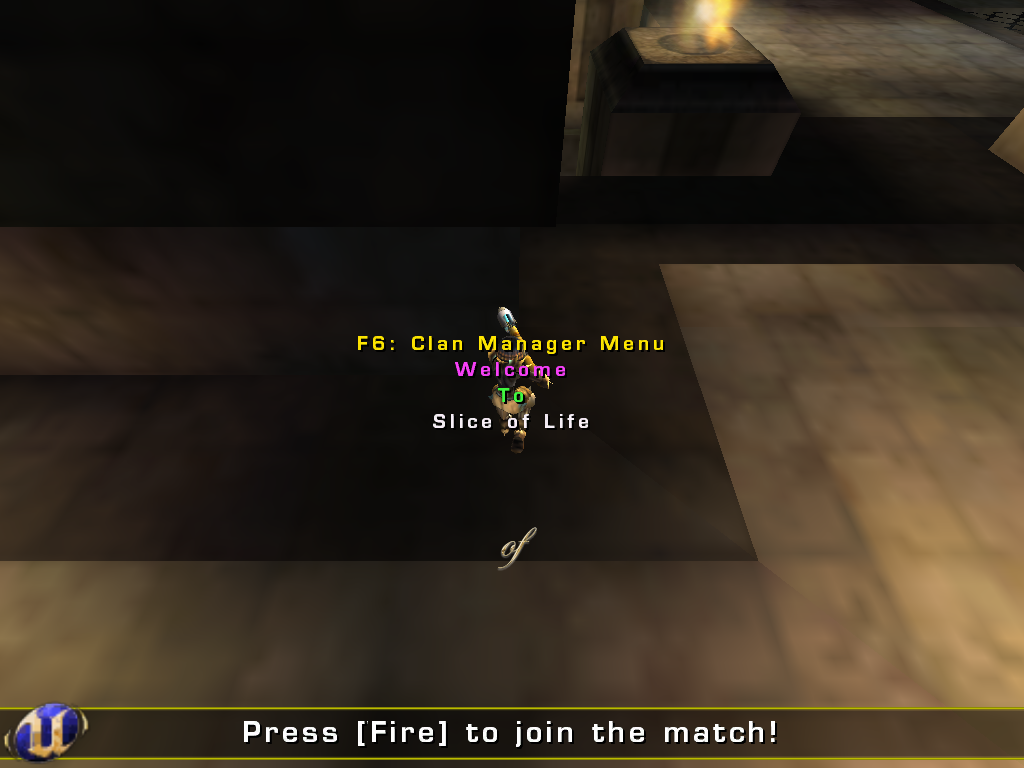 F6: Clan Manager Menu
Welcome
To
Slice of Life
of
Press [Fire] to join the match!